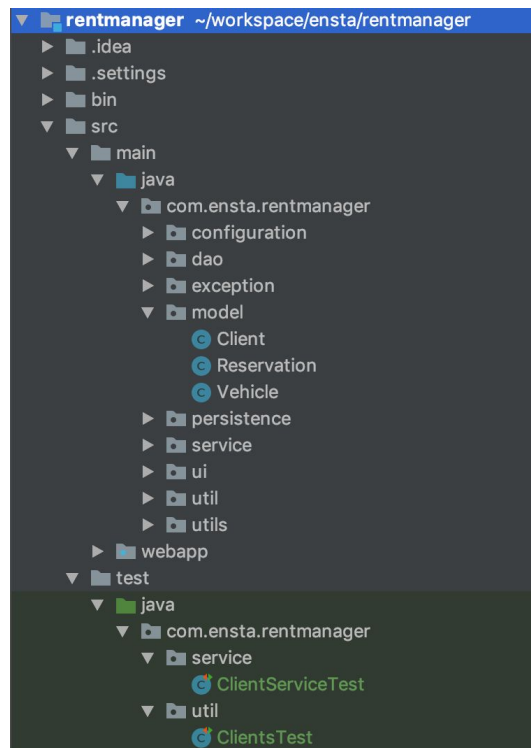 rentmanager ~/workspace/ensta/rentmanager
.idea
.settings
bin
src
main
java
com.ensta.rentmanager
configuration
dao
exception
model
Client
Reservation
Vehicle
persistence
service
ui
util
utils
webapp
test
java
com.ensta.rentmanager
service
ClientServiceTest
util
ClientsTest